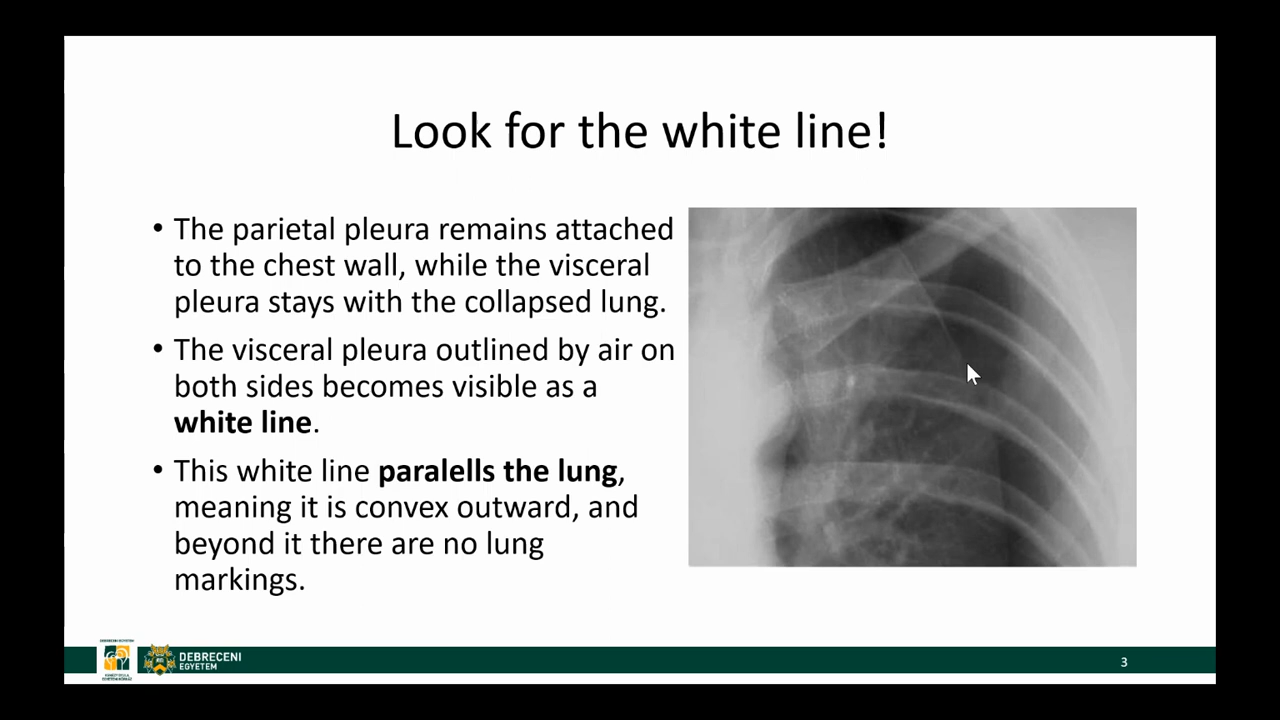 Look for the white line!
• The parietal pleura remains attached
to the chest wall, while the visceral
pleura stays with the collapsed lung.
• The visceral pleura outlined by air on
both sides becomes visible as a
white line.
• This white line paralells the lung,
meaning it is convex outward, and
beyond it there are no lung
markings.
DEBRECENI
EGYETEM
3